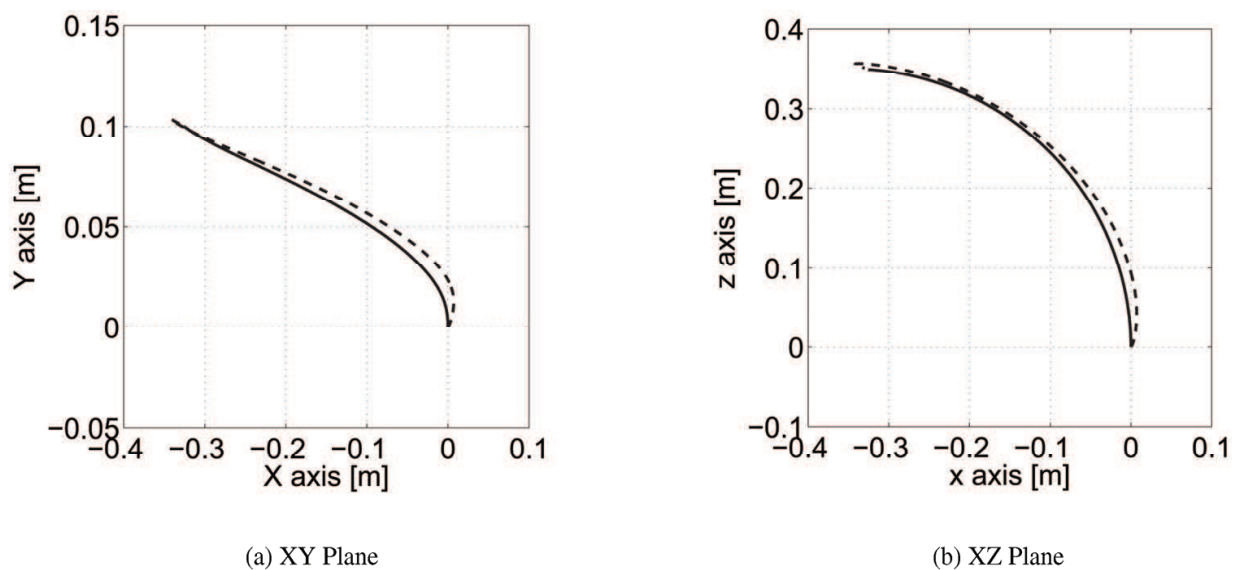 0.15
0.1
0.05
0
−0.05
−0.4 −0.3 −0.2 −0.1 0 0.1
X axis [m]
Y axis [m]
(a) XY Plane
0.4
0.3
0.2
0.1
0
−0.1
−0.4 −0.3 −0.2 −0.1 0 0.1
x axis [m]
z axis [m]
(b) XZ Plane